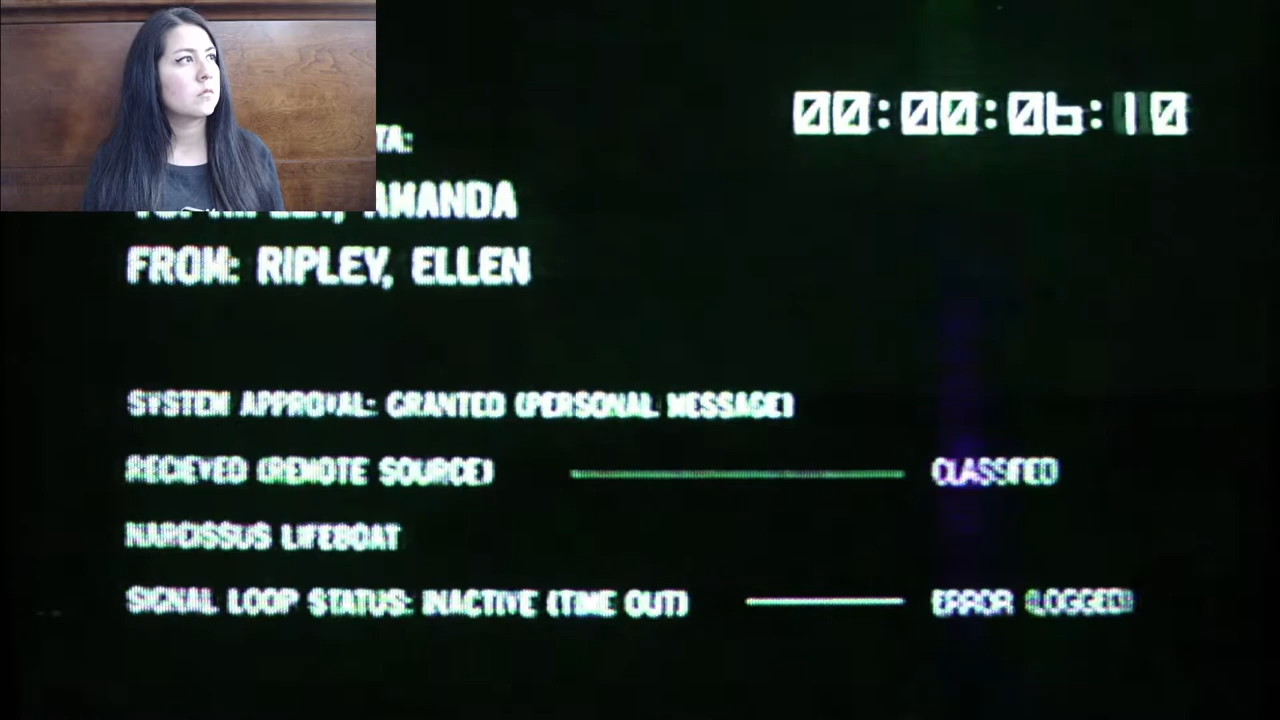 00:00:06:10
TA:
AMANDA
FROM: RIPLEY, ELLEN
SYSTEM APPROVAL: GRANTED (PERSONAL MESSAGE)
RECIEVED (REMOTE SOURCE) CLASSIFIED
NARCISSUS LIFEBOAT
SIGNAL LOOP STATUS: INACTIVE (TIME OUT) ERROR (LOGGED)